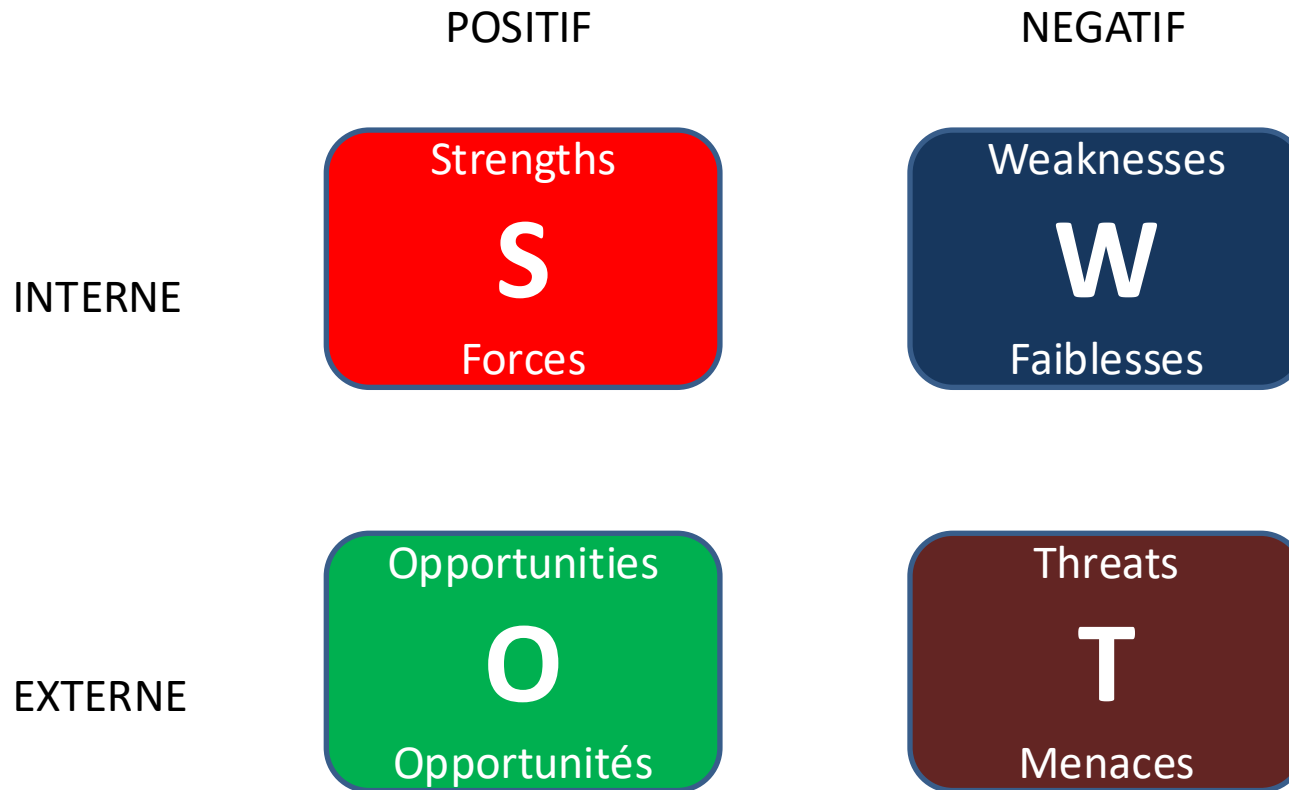 POSITIF NEGATIF
Strengths Weaknesses
S W
INTERNE
Forces Faiblesses
Opportunities Threats
O T
EXTERNE
Opportunités Menaces